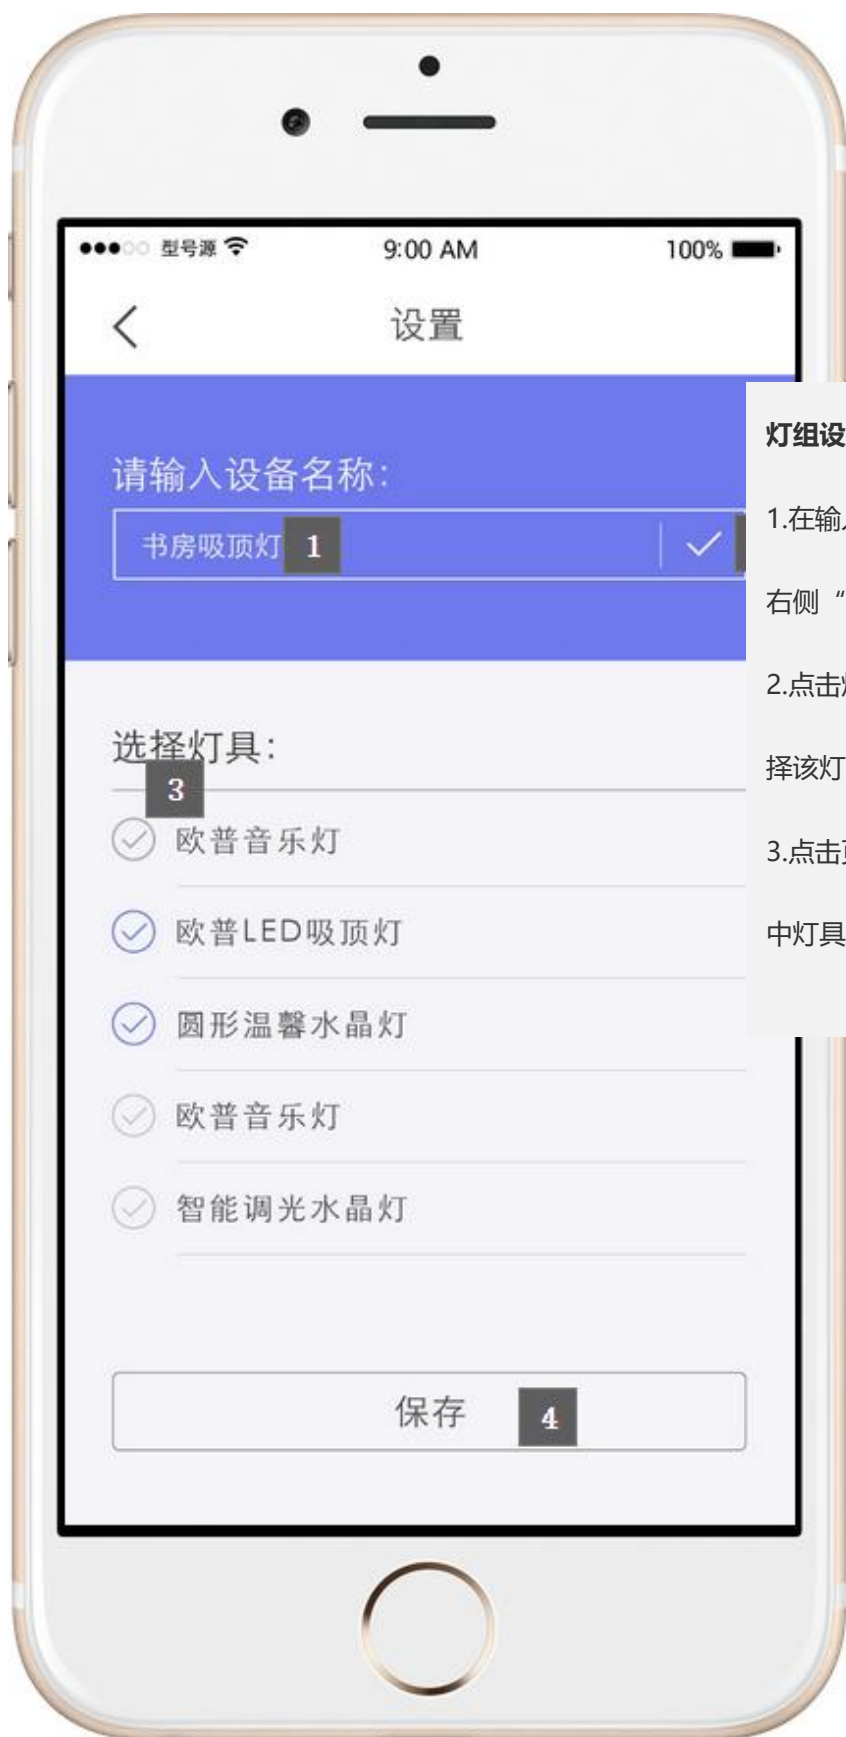 型号源 9:00 AM 100%
设置
请输入设备名称：
书房吸顶灯 1
选择灯具：
3
欧普音乐灯
欧普LED吸顶灯
圆形温馨水晶灯
欧普音乐灯
智能调光水晶灯
保存 4
灯组设
1.在输
右侧“
2.点击
择该灯
3.点击
中灯具